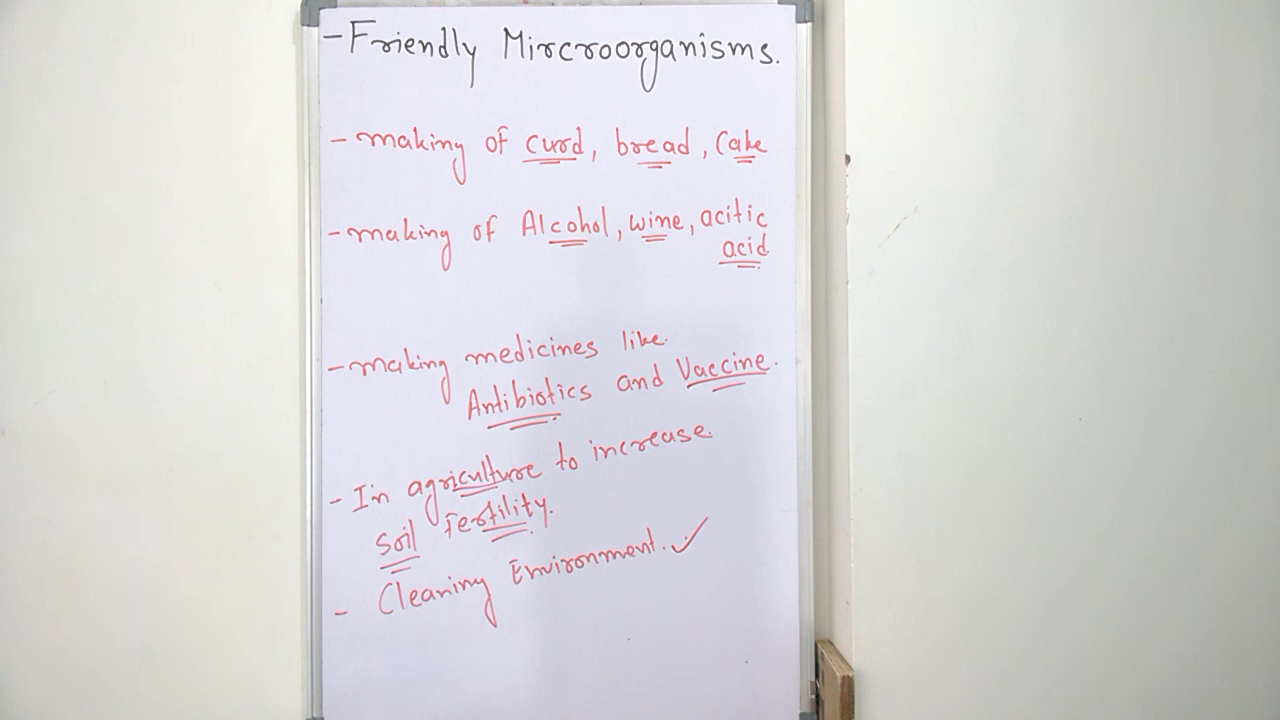 - Friendly Mircroorganisms.
- making of curd, bread, Cake
- making of Alcohol, wine, acitic
acid
- making medicines like.
Antibiotics and Vaccine.
- In agriculture to increase.
soil fertility.
- Cleaning Environment. ✓